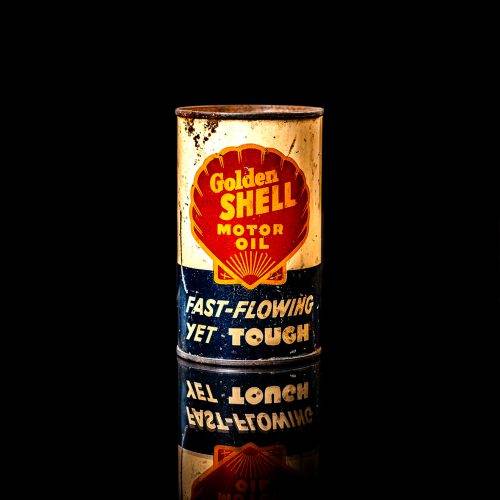 Golden
SHELL
MOTOR
OIL
FAST-FLOWING
YET TOUGH